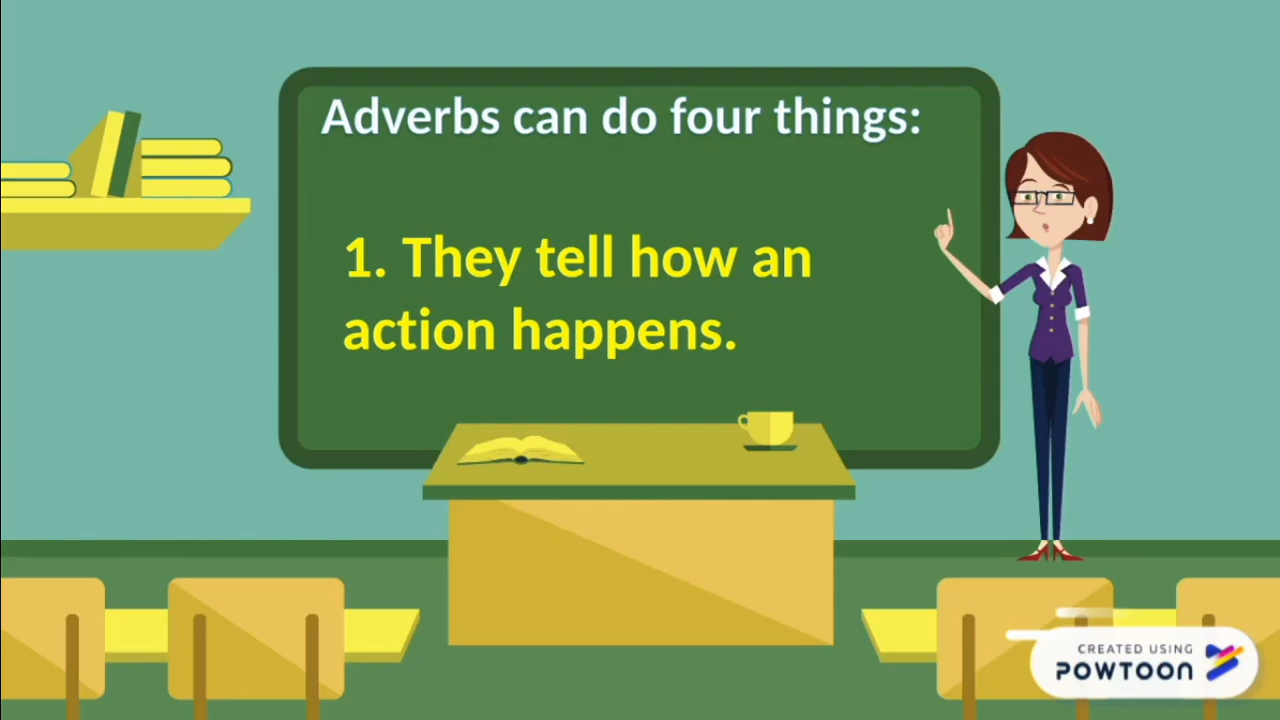 Adverbs can do four things:
1. They tell how an
action happens.
CREATED USING
POWTOON